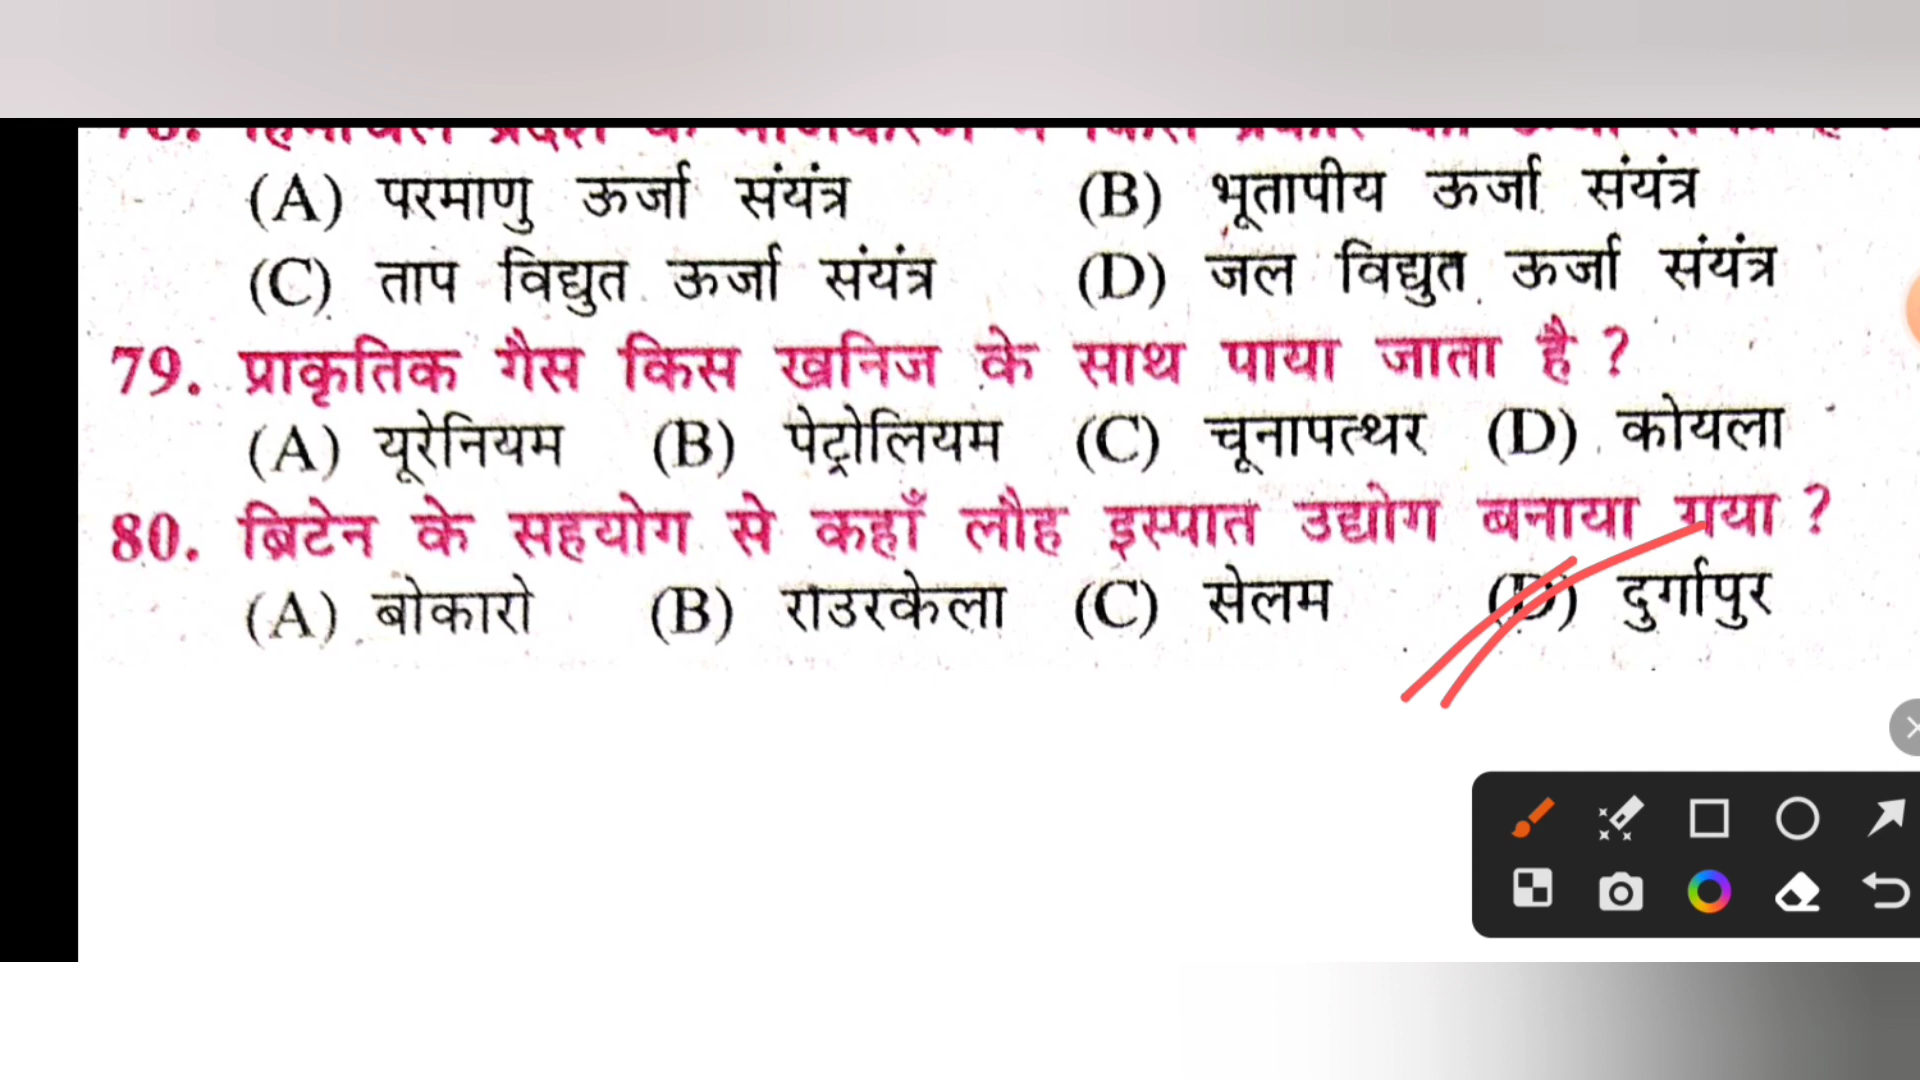 (A) परमाणु ऊर्जा संयंत्र (B) भूतापीय ऊर्जा संयंत्र
(C) ताप विद्युत ऊर्जा संयंत्र (D) जल विद्युत ऊर्जा संयंत्र
79. प्राकृतिक गैस किस खनिज के साथ पाया जाता है ?
(A) यूरेनियम (B) पेट्रोलियम (C) चूनापत्थर (D) कोयला
80. ब्रिटेन के सहयोग से कहाँ लौह इस्पात उद्योग बनाया गया ?
(A) बोकारो (B) राउरकेला (C) सेलम (D) दुर्गापुर